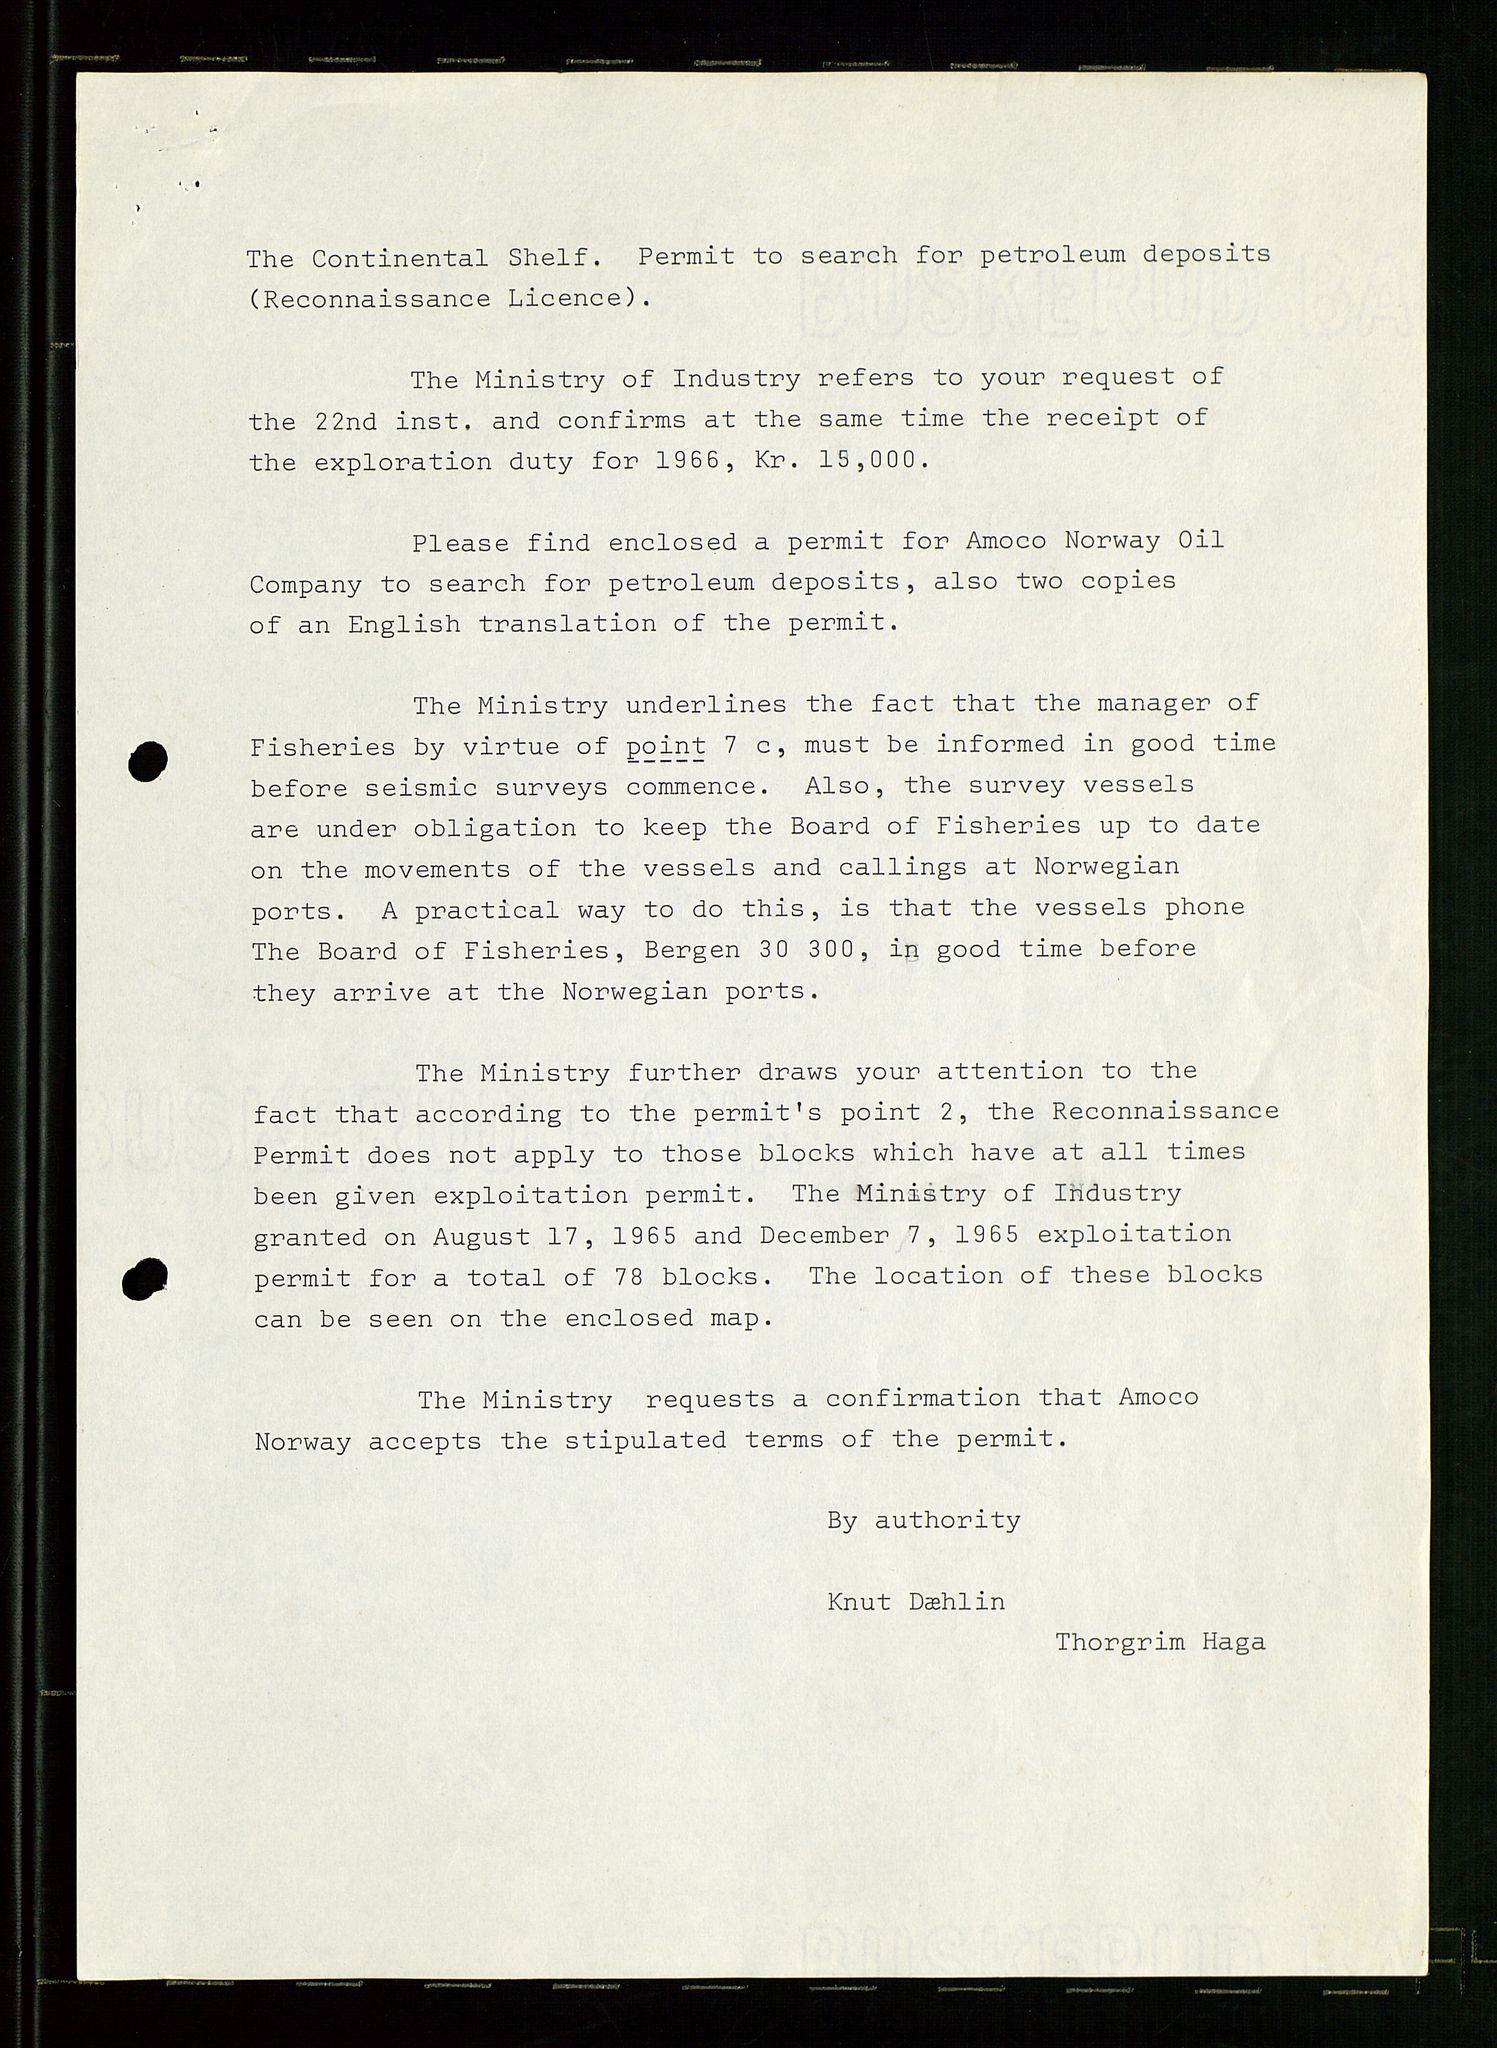 The Continental Shelf.  Permit to search for petroleum deposits
(Reconnaissance Licence).
The Ministry of Industry refers to your request of
the 22nd inst. and confirms at the same time the receipt of
the exploration duty for 1966, Kr. 15,000.
Please find enclosed a permit for Amoco Norway Oil
Company to search for petroleum deposits, also two copies
of an English translation of the permit.
The Ministry underlines the fact that the manager of
Fisheries by virtue of point 7 c, must be informed in good time
before seismic surveys commence.  Also, the survey vessels
are under obligation to keep the Board of Fisheries up to date
on the movements of the vessels and callings at Norwegian
ports.  A practical way to do this, is that the vessels phone
The Board of Fisheries, Bergen 30 300, in good time before
they arrive at the Norwegian ports.
The Ministry further draws your attention to the
fact that according to the permit's point 2, the Reconnaissance
Permit does not apply to those blocks which have at all times
been given exploitation permit.  The Ministry of Industry
granted on August 17, 1965 and December 7, 1965 exploitation
permit for a total of 78 blocks.  The location of these blocks
can be seen on the enclosed map.
The Ministry  requests a confirmation that Amoco
Norway accepts the stipulated terms of the permit.
By authority
Knut Dæhlin
Thorgrim Haga